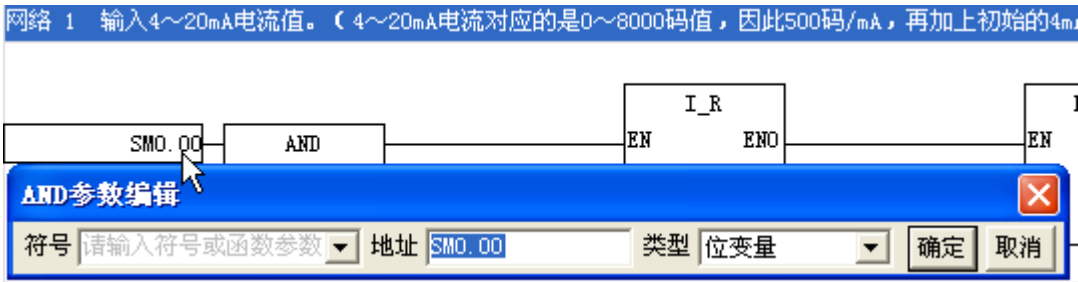 网络 1 输入4～20mA电流值。（4～20mA电流对应的是0～8000码值，因此500码/mA，再加上初始的4m
I_R
SM0.00 AND EN ENO EN
AND参数编辑
符号 请输入符号或函数参数 地址 SM0.00 类型 位变量 确定 取消